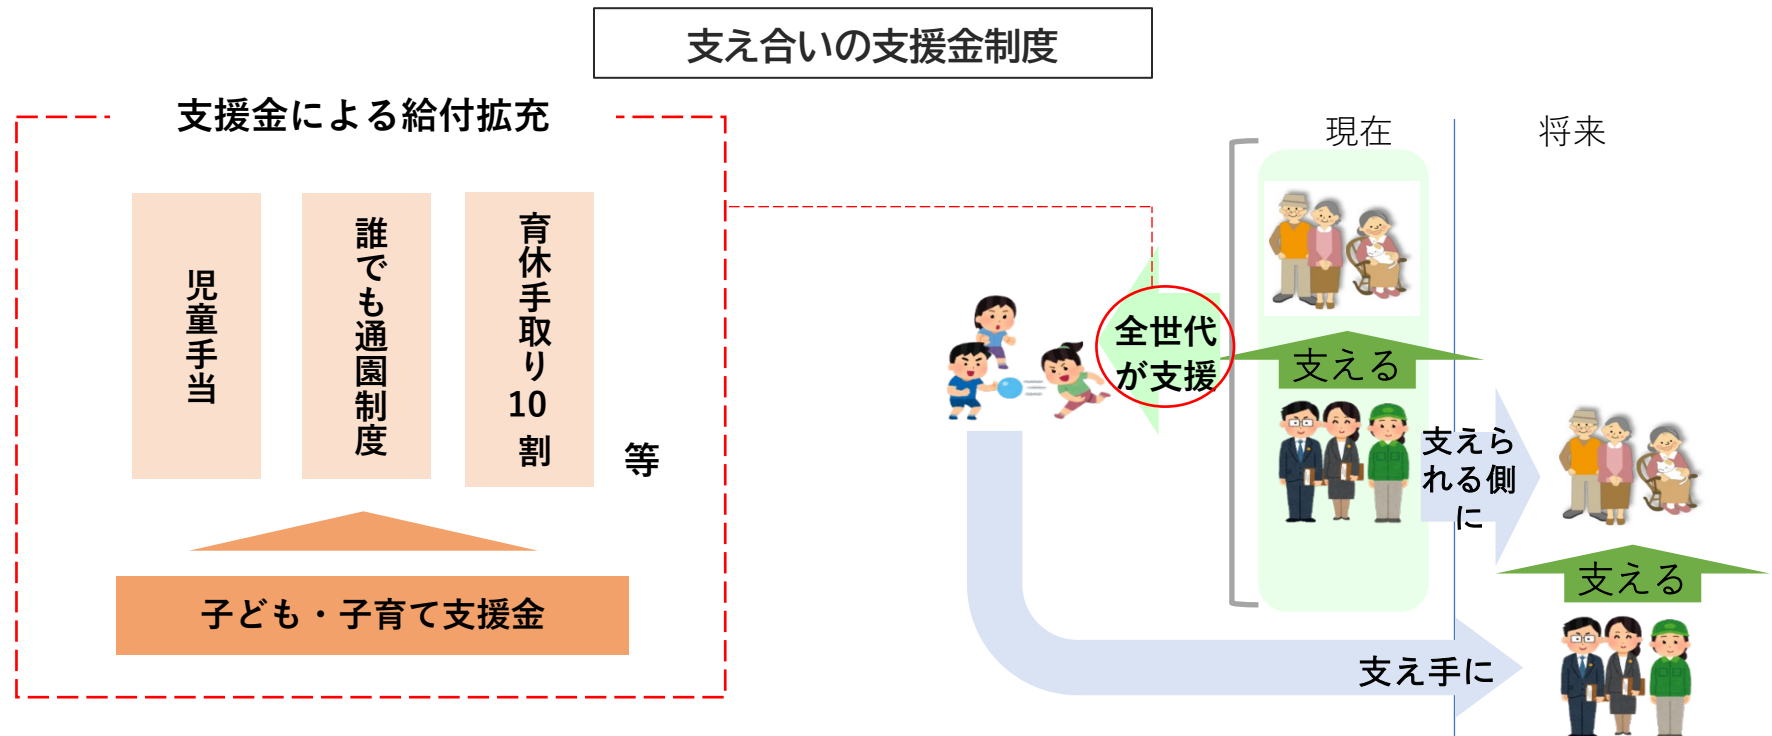 支え合いの支援金制度
支援金による給付拡充
児童手当
誰でも通園制度
育休手取り10割
等
子ども・子育て支援金
現在
将来
全世代
が支援
支える
支えら
れる側
に
支える
支え手に